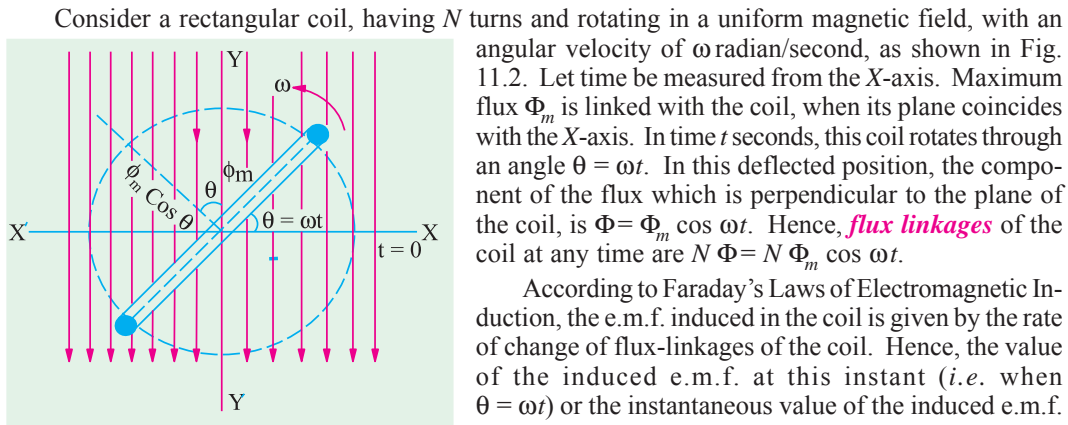 Consider a rectangular coil, having N turns and rotating in a uniform magnetic field, with an
angular velocity of ω radian/second, as shown in Fig.
11.2. Let time be measured from the X-axis. Maximum
flux Φm is linked with the coil, when its plane coincides
with the X-axis. In time t seconds, this coil rotates through
an angle θ = ωt. In this deflected position, the compo-
nent of the flux which is perpendicular to the plane of
the coil, is Φ= Φm cos ωt. Hence, flux linkages of the
coil at any time are N Φ= N Φm cos ωt.
According to Faraday's Laws of Electromagnetic In-
duction, the e.m.f. induced in the coil is given by the rate
of change of flux-linkages of the coil. Hence, the value
of the induced e.m.f. at this instant (i.e. when
θ = ωt) or the instantaneous value of the induced e.m.f.
Y
ω
ϕm
ϕm Cos θ
θ
θ = ωt
X'
X
t = 0
Y'